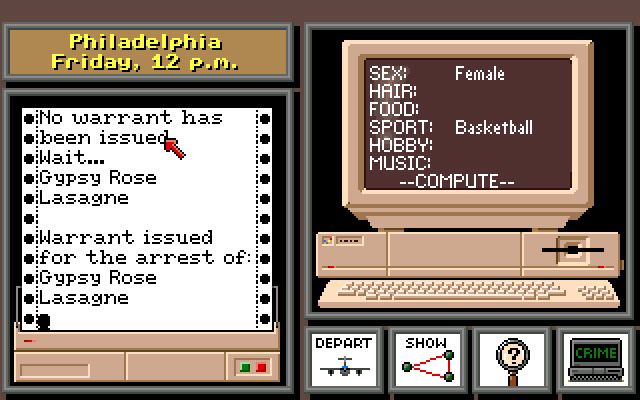 Philadelphia
Friday, 12 p.m.
No warrant has
been issued
Wait...
Gypsy Rose
Lasagne
Warrant issued
for the arrest of:
Gypsy Rose
Lasagne
SEX: Female
HAIR:
FOOD:
SPORT: Basketball
HOBBY:
MUSIC:
--COMPUTE--
DEPART
SHOW
?
CRIME